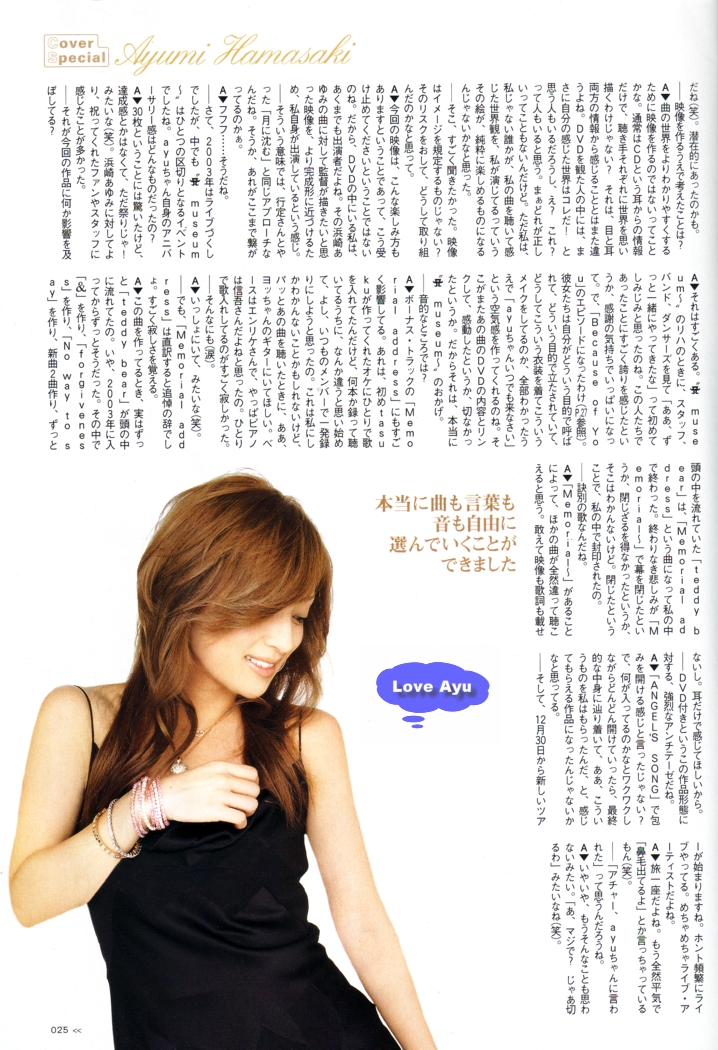 Cover
Special
Ayumi Hamasaki
だね(笑)。潜在的にあったのかも。
──映像を作るうえで考えたことは？
A▼曲の世界をよりわかりやすくする
ために映像を作るのではないってこと
かな。通常はCDという耳からの情報
だけで、聴き手それぞれに世界を思い
描くわけじゃない？ それは、目と耳
両方の情報から感じることとはまた違
うよね。DVDを観た人の中には、ま
さに自分の感じた世界はコレだ！ と
思う人もいるだろうし、え？ これ？
って人もいると思う。まぁどれが正し
いってこともないんだけど。ただ私は、
私じゃない誰かが、私の曲を聴いて感
じた世界観を、私が演じてるっていう
その絵が、純粋に楽しめるものになる
んじゃないかなと思った。
──そこ、すごく聞きたかった。映像
はイメージを規定するものじゃない？
そのリスクをおして、どうして取り組
んだのかなと思って。
A▼今回の映像は、こんな楽しみ方も
ありますということであって、こう受
け止めてくださいということではない
のね。だから、DVDの中にいる私は、
あくまでも出演者だよね。その浜崎あ
ゆみの曲に対して監督が描きたいと思
った映像を、より完成形に近づけるた
め、私自身が出演しているという感じ。
──そういう意味では、行定さんとや
った「月に沈む」と同じアプローチな
んだね。そうか、あれがここまで繋が
ってるのかぁ。
A▼フフフ……そうだね。
──さて、2003年はライブづくし
でしたが、中でも“ museum
〜”はひとつの区切りとなるイベント
でしたね。ayuちゃん自身のアニバ
ーサリー感はどんなものだったの？
A▼30枚ということには驚いたけど、
達成感とかはなくて、ただ祭りじゃ！
みたいな(笑)。浜崎あゆみに対してよ
り、祝ってくれたファンやスタッフに
感じたことが多かった。
──それが今回の作品に何か影響を及
ぼしてる？
A▼それはすごくある。“ muse
um〜”のリハのときに、スタッフ、
バンド、ダンサーズを見て「ああ、ず
っと一緒にやってきたな」って初めて
しみじみと思ったのね。この人たちで
あったことにすごく誇りを感じたとい
うか、感謝の気持ちでいっぱいになっ
て。で、「Because of Yo
u」のエピソードになったわけ(P27参照)。
彼女たちは自分がどういう目的で呼ば
れて、どういう目的で立たされていて、
どうしてこういう衣装を着てこういう
メイクをしてるのか、全部わかったう
えで「ayuちゃんいつでも来なさい」
という空気感を作ってくれるのね。そ
こがまたあの曲のDVDの内容とリン
クして、感動したというか、切なかっ
たというか。だからそれは、本当に
“ museum〜”のおかげ。
──音的なところでは？
A▼ボーナス・トラックの「Memo
rial address」にもすご
く影響してる。あれは、初めtasu
kuが作ってくれたオケにひとりで歌
を入れてたんだけど、何本か録って聴
いてるうちに、なんか違うと思い始め
て、よし、いつものメンバーで一発録
りにしようと思ったの。これは私にし
かわかんないことかもしれないけど、
パッとあの曲を聴いたときに、ああ、
ヨッちゃんのギターにいてほしい。ベ
ースはエンリケさんで、やっぱピアン
は信吾さんだよねと思ったの。ひとり
で歌入れしてるのがすごく寂しかった。
──そんなにも(涙)。
A▼いっしょにいて、みたいな(笑)。
──でも、「Memorial add
ress」は直訳すると追悼の辞でし
ょ。すごく寂しさを覚える。
A▼この曲を作ってるとき、実はずっ
と「teddy bear」が頭の中
に流れてたの。いや、2003年に入
ってからずっとそうだった。その中で
「&」を作り、「forgivenes
s」を作り、「No way to s
ay」を作り、新曲2曲作り、ずっと
本当に曲も言葉も
音も自由に
選んでいくことが
できました
頭の中を流れていた「teddy b
ear」は、「Memorial ad
dress」という曲になって私の中
で終わった。終わりなき悲しみが「M
emorial〜」で幕を閉じたとい
うか、閉じざるを得なかったというか、
そこはわかんないけど。閉じたという
ことで、私の中で封印されたの。
──訣別の歌なんだね。
A▼「Memorial〜」があること
によって、ほかの曲が全然違って聴こ
えると思う。敢えて映像も歌詞も載せ
ないし。耳だけで感じてほしいから。
──DVD付きというこの作品形態に
対する、強烈なアンチテーゼだね。
A▼「ANGEL'S SONG」で包
みを開ける感じと言ったじゃない？
で、何が入ってるのかなとワクワクし
ながらどんどん開けていったら、最終
的な中身に辿り着いて、ああ、こうい
うものを私はもらったんだ、と、感じ
てもらえる作品になったんじゃないか
なと思ってる。
──そして、12月30日から新しいツア
ーが始まりますね。ホント頻繁にライ
ブやってる。めちゃめちゃライブ・ア
ーティストだよね。
A▼旅一座だよね。もう全然平気で
「鼻毛出てるよ」とか言っちゃっている
もん(笑)。
──「アチャー、ayuちゃんに言わ
れた」って思うんだろうね。
A▼いやいや、もうそんなことも思わ
ないみたい。「あ、マジで？ じゃあ切
るわ」みたいなね(笑)。
Love Ayu
025 <<